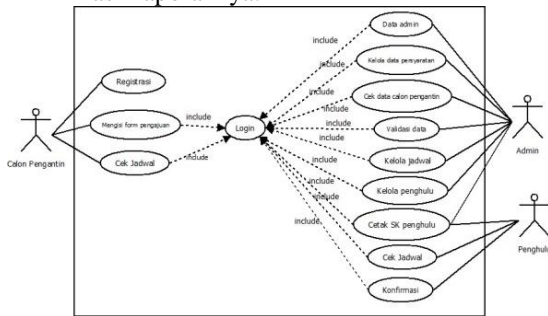 Data admin
include
Kelola data persyaratan
include
Registrasi
include
Cek data calon pengantin
Mengisi form pengajuan
include
Login
include
Validasi data
Calon Pengantin
Cek Jadwal
include
include
Kelola Jadwal
Admin
include
Kelola penghulu
include
include
Cetak SK penghulu
include
Cek Jadwal
Penghulu
Konfirmasi